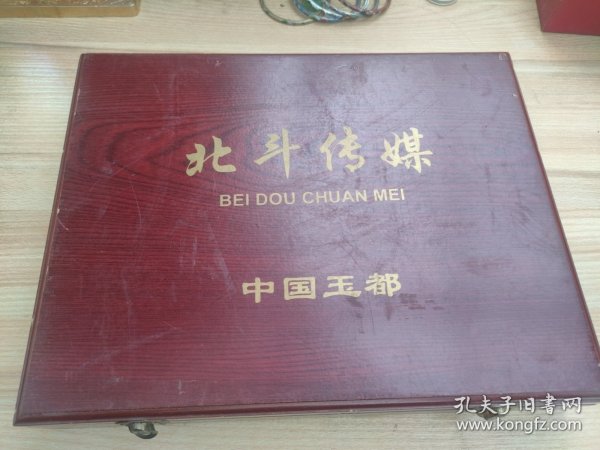 北斗传媒
BEI DOU CHUAN MEI
中国玉都
孔夫子旧书网
www.kongfz.com